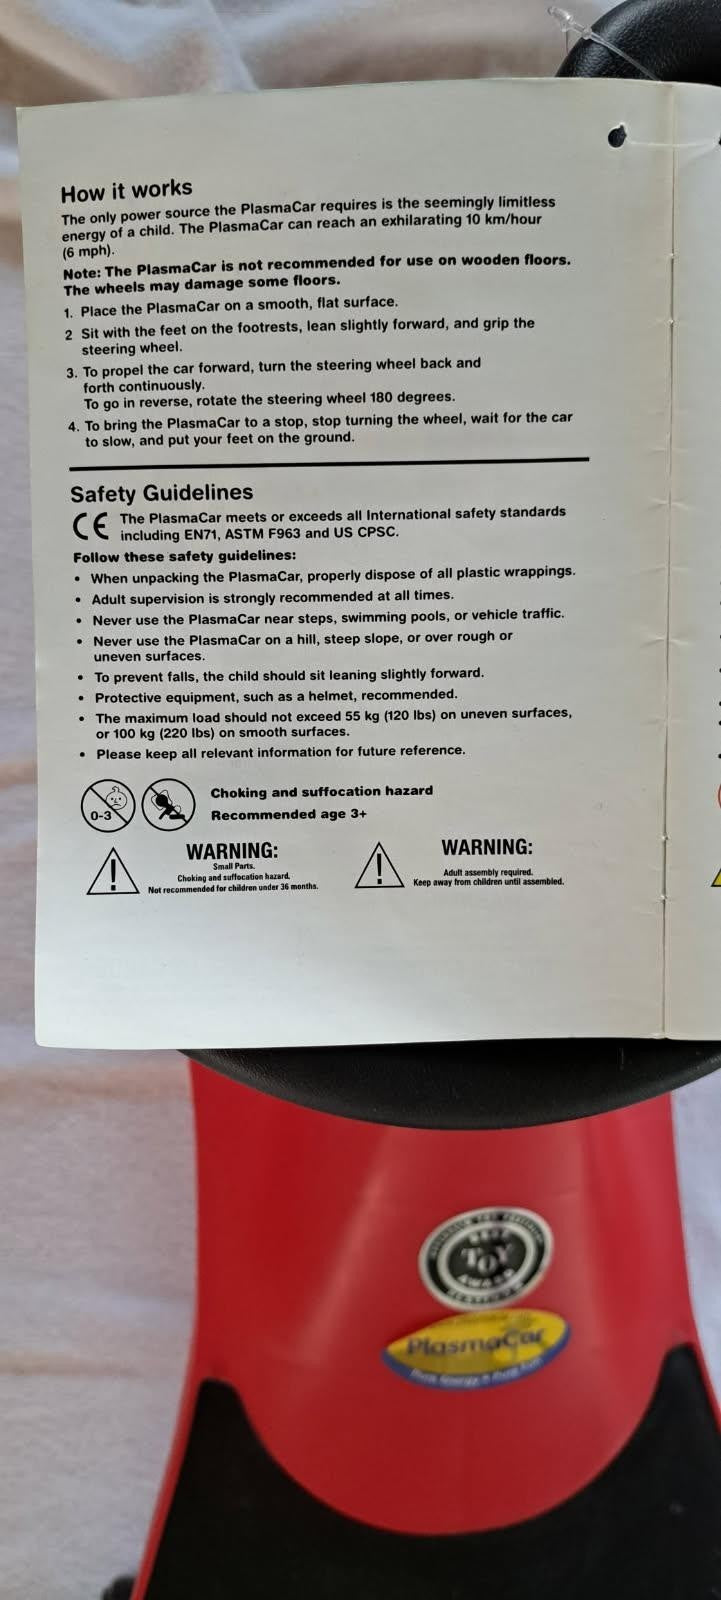 How it works
The only power source the PlasmaCar requires is the seemingly limitless
energy of a child. The PlasmaCar can reach an exhilarating 10 km/hour
(6 mph).
Note: The PlasmaCar is not recommended for use on wooden floors.
The wheels may damage some floors.
1. Place the PlasmaCar on a smooth, flat surface.
2 Sit with the feet on the footrests, lean slightly forward, and grip the
steering wheel.
3. To propel the car forward, turn the steering wheel back and
forth continuously.
To go in reverse, rotate the steering wheel 180 degrees.
4. To bring the PlasmaCar to a stop, stop turning the wheel, wait for the car
to slow, and put your feet on the ground.
Safety Guidelines
CE The PlasmaCar meets or exceeds all International safety standards
including EN71, ASTM F963 and US CPSC.
Follow these safety guidelines:
• When unpacking the PlasmaCar, properly dispose of all plastic wrappings.
• Adult supervision is strongly recommended at all times.
• Never use the PlasmaCar near steps, swimming pools, or vehicle traffic.
• Never use the PlasmaCar on a hill, steep slope, or over rough or
uneven surfaces.
• To prevent falls, the child should sit leaning slightly forward.
• Protective equipment, such as a helmet, recommended.
• The maximum load should not exceed 55 kg (120 lbs) on uneven surfaces,
or 100 kg (220 lbs) on smooth surfaces.
• Please keep all relevant information for future reference.
0-3
Choking and suffocation hazard
Recommended age 3+
WARNING:
Small Parts.
Choking and suffocation hazard.
Not recommended for children under 36 months.
WARNING:
Adult assembly required.
Keep away from children until assembled.
BEST
TOY
AWARD
PlasmaCar